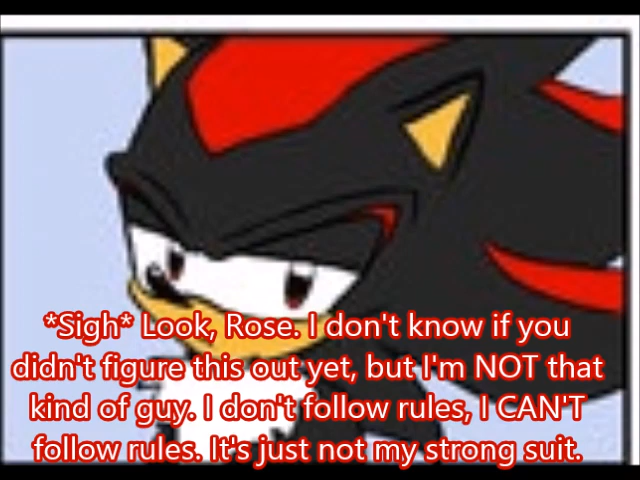 *Sigh* Look, Rose. I don't know if you
didn't figure this out yet, but I'm NOT that
kind of guy. I don't follow rules, I CAN'T
follow rules. It's just not my strong suit.